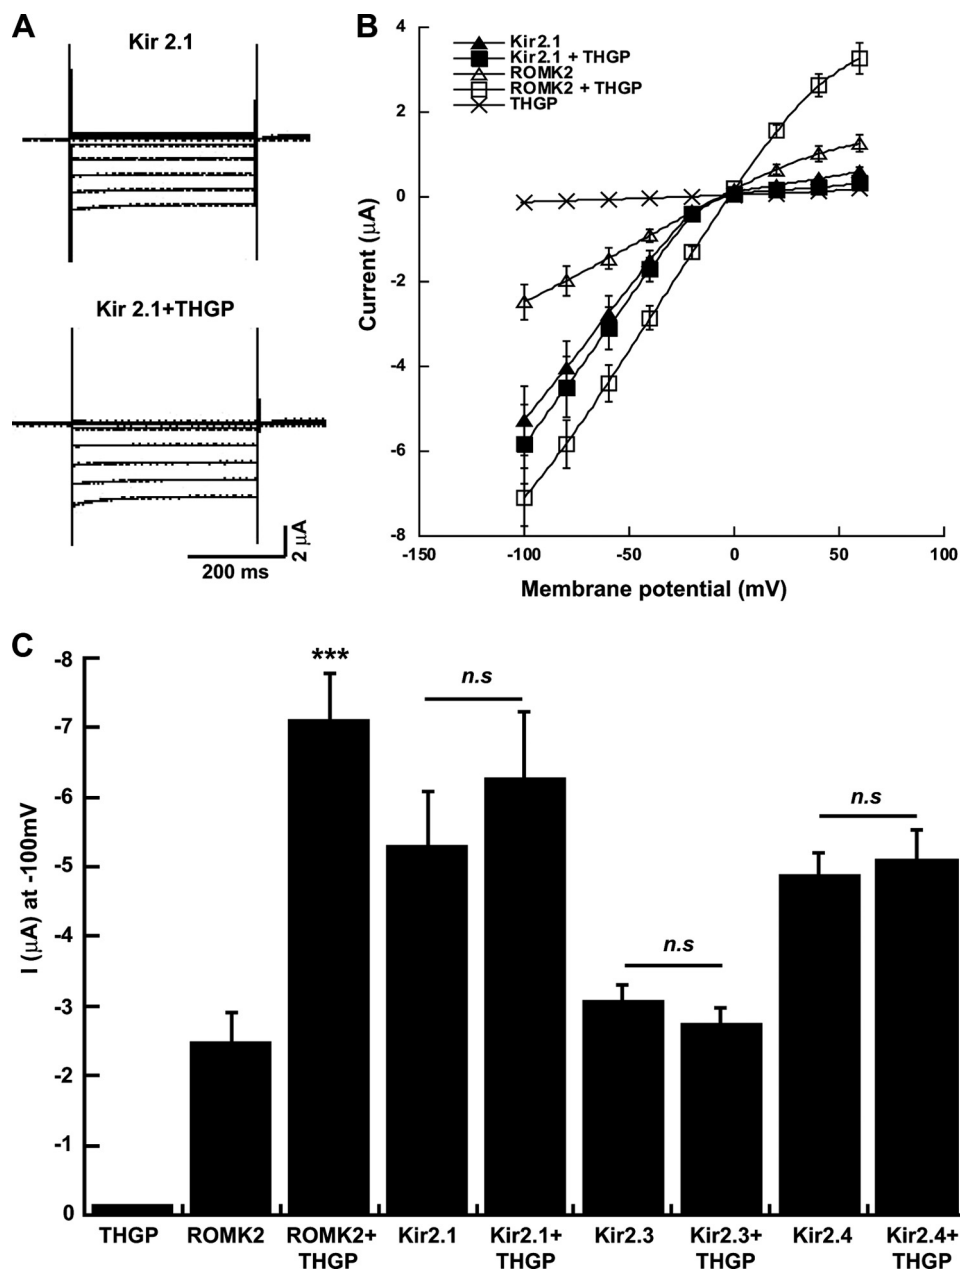 A
Kir 2.1
Kir 2.1+THGP
2 μA
200 ms
B
Kir2.1
Kir2.1 + THGP
ROMK2
ROMK2 + THGP
THGP
4
2
0
-2
-4
-6
-8
-150
-100
-50
0
50
100
Current (μA)
Membrane potential (mV)
C
-8
-7
-6
-5
-4
-3
-2
-1
0
I (μA) at -100mV
***
n.s
n.s
n.s
THGP
ROMK2
ROMK2+
THGP
Kir2.1
Kir2.1+
THGP
Kir2.3
Kir2.3+
THGP
Kir2.4
Kir2.4+
THGP